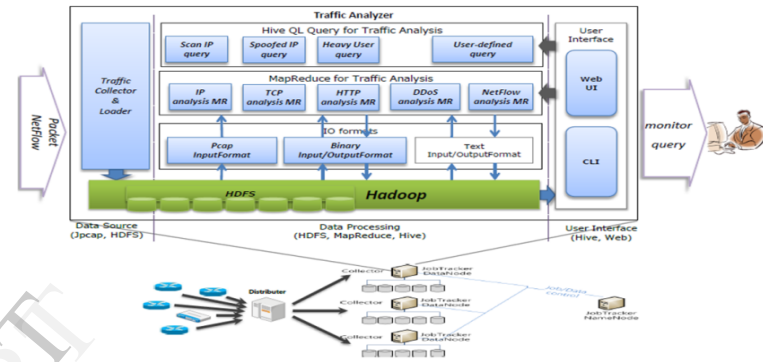 Traffic Analyzer
Hive QL Query for Traffic Analysis
Scan IP
query
Spoofed IP
query
Heavy User
query
User-defined
query
User
Interface
Traffic
Collector
&
Loader
Packet
NetFlow
MapReduce for Traffic Analysis
IP
analysis MR
TCP
analysis MR
HTTP
analysis MR
DDoS
analysis MR
NetFlow
analysis MR
Web
UI
IO formats
Pcap
InputFormat
Binary
Input/OutputFormat
Text
Input/OutputFormat
CLI
monitor
query
HDFS
Hadoop
Data Source
(Jpcap, HDFS)
Data Processing
(HDFS, MapReduce, Hive)
User Interface
(Hive, Web)
Distributer
Collector
JobTracker
DataNode
Collector
JobTracker
DataNode
Collector
JobTracker
DataNode
Job/Data
control
JobTracker
NameNode